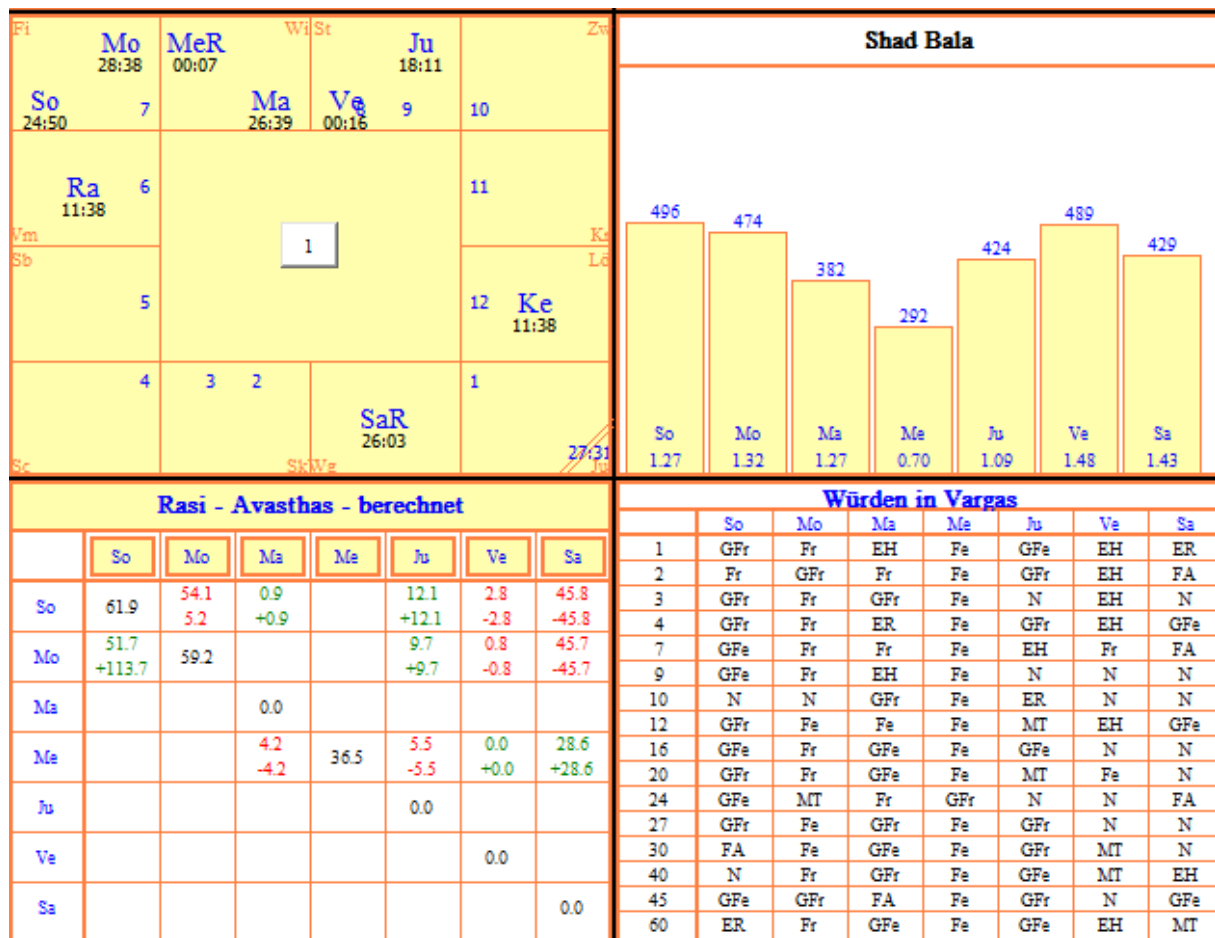 Fi Wi St Zw
Mo MeR Ju
28:38 00:07 18:11
So 7 Ma Ve 8 9 10
24:50 26:39 00:16
Ra 6 11
11:38
1
Vm Kr
Sb Lö
5 12 Ke
11:38
4 3 2 1
SaR
26:03
27:31
Sc Sk Wg Ju
Shad Bala
496 474 382 292 424 489 429
So Mo Ma Me Ju Ve Sa
1.27 1.32 1.27 0.70 1.09 1.48 1.43
Rasi - Avasthas - berechnet
So Mo Ma Me Ju Ve Sa
So 61.9 54.1 0.9 12.1 2.8 45.8
5.2 +0.9 +12.1 -2.8 -45.8
Mo 51.7 59.2 9.7 0.8 45.7
+113.7 +9.7 -0.8 -45.7
Ma 0.0
Me 4.2 36.5 5.5 0.0 28.6
-4.2 -5.5 +0.0 +28.6
Ju 0.0
Ve 0.0
Sa 0.0
Würden in Vargas
So Mo Ma Me Ju Ve Sa
1 GFr Fr EH Fe GFe EH ER
2 Fr GFr Fr Fe GFr EH FA
3 GFr Fr GFr Fe N EH N
4 GFr Fr ER Fe GFr EH GFe
7 GFe Fr Fr Fe EH Fr FA
9 GFe Fr EH Fe N N N
10 N N GFr Fe ER N N
12 GFr Fe Fe Fe MT EH GFe
16 GFe Fr GFe Fe GFe N N
20 GFr Fr GFe Fe MT Fe N
24 GFe MT Fr GFr N N FA
27 GFr Fe GFr Fe GFr N N
30 FA Fe GFe Fe GFr MT N
40 N Fr GFr Fe GFe MT EH
45 GFe GFr FA Fe GFr N GFe
60 ER Fr GFe Fe GFe EH MT